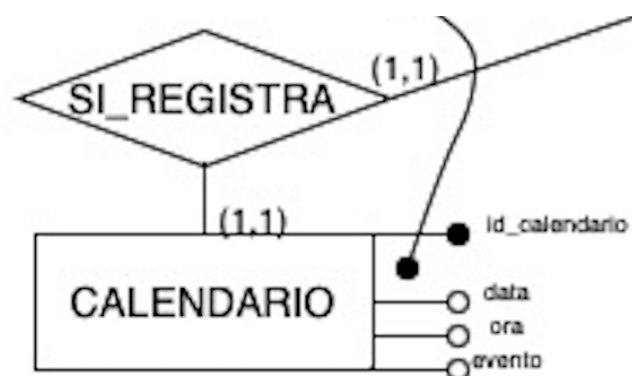 (1,1)
SI_REGISTRA
(1,1)
id_calendario
CALENDARIO
data
ora
evento